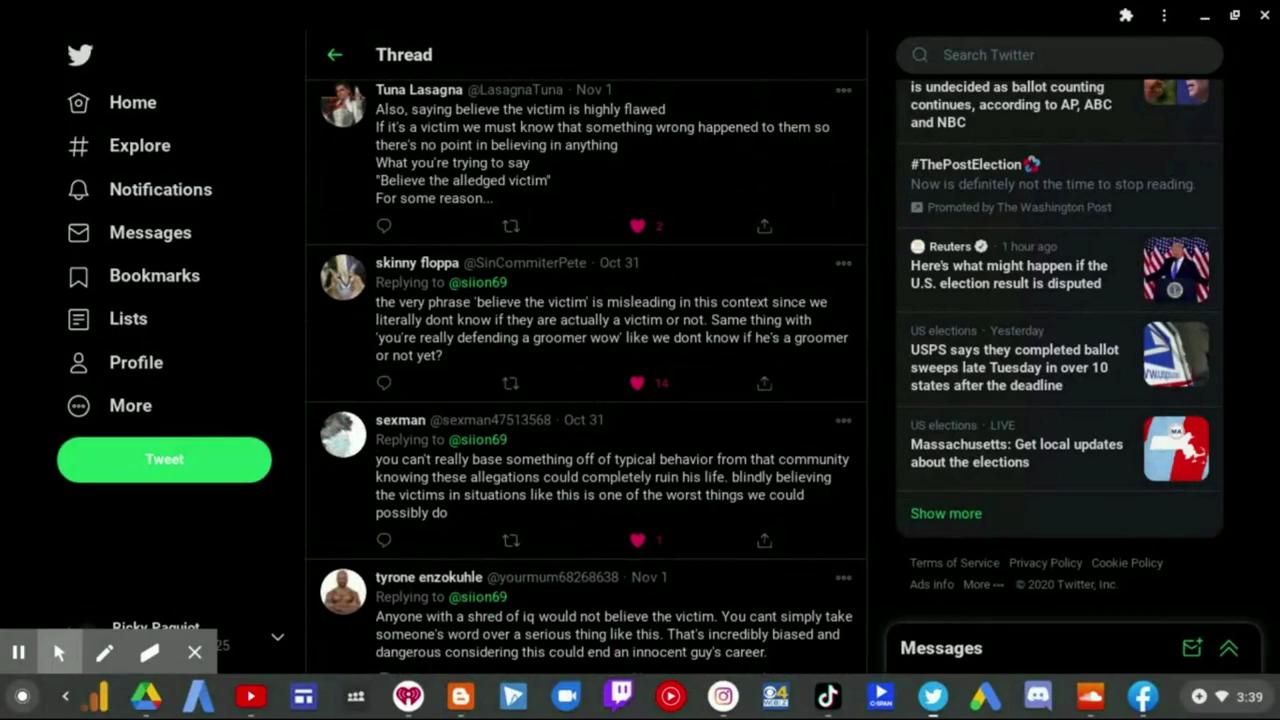 Home
Explore
Notifications
Messages
Bookmarks
Lists
Profile
More
Tweet
Thread
Tuna Lasagna @LasagnaTuna · Nov 1
Also, saying believe the victim is highly flawed
If it's a victim we must know that something wrong happened to them so
there's no point in believing in anything
What you're trying to say
"Believe the alledged victim"
For some reason...
2
skinny floppa @SinCommiterPete · Oct 31
Replying to @siion69
the very phrase 'believe the victim' is misleading in this context since we
literally dont know if they are actually a victim or not. Same thing with
'you're really defending a groomer wow' like we dont know if he's a groomer
or not yet?
14
sexman @sexman47513568 · Oct 31
Replying to @siion69
you can't really base something off of typical behavior from that community
knowing these allegations could completely ruin his life. blindly believing
the victims in situations like this is one of the worst things we could
possibly do
1
tyrone enzokuhle @yourmum68268638 · Nov 1
Replying to @siion69
Anyone with a shred of iq would not believe the victim. You cant simply take
someone's word over a serious thing like this. That's incredibly biased and
dangerous considering this could end an innocent guy's career.
Search Twitter
is undecided as ballot counting
continues, according to AP, ABC
and NBC
#ThePostElection
Now is definitely not the time to stop reading.
Promoted by The Washington Post
Reuters · 1 hour ago
Here's what might happen if the
U.S. election result is disputed
US elections · Yesterday
USPS says they completed ballot
sweeps late Tuesday in over 10
states after the deadline
US elections · LIVE
Massachusetts: Get local updates
about the elections
MA
Show more
Terms of Service Privacy Policy Cookie Policy
Ads info More © 2020 Twitter, Inc.
Messages
25
3:39